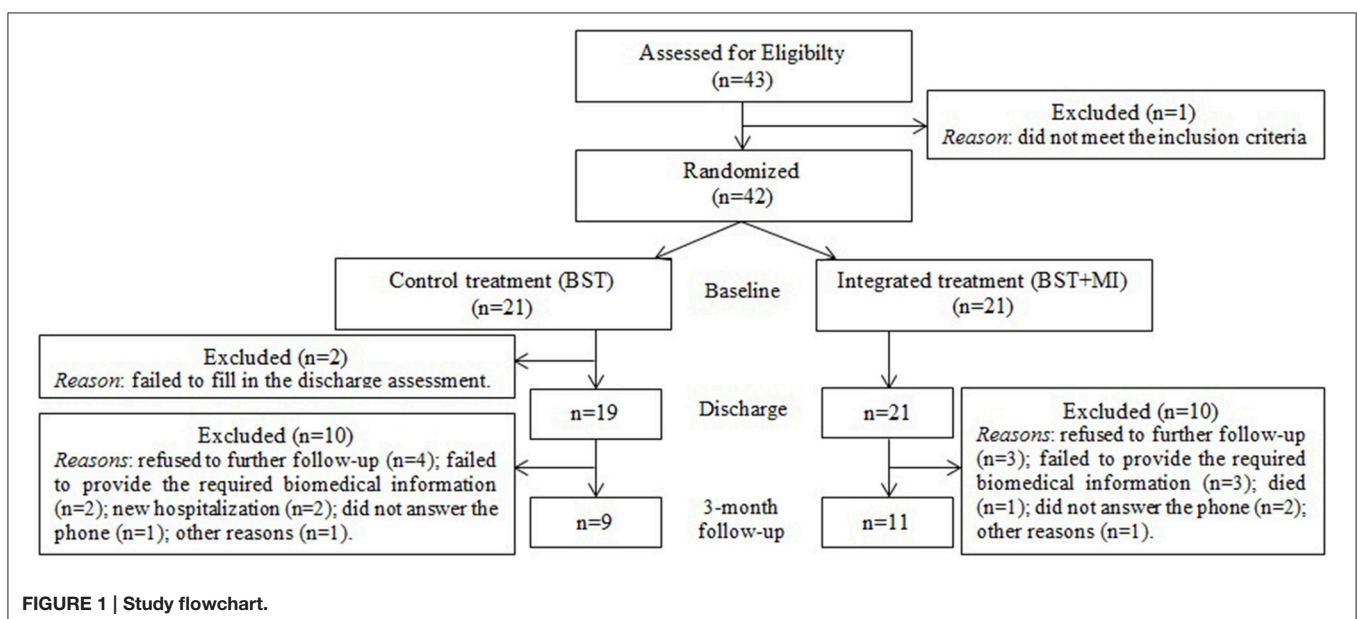 Assessed for Eligibilty
(n=43)
Excluded (n=1)
Reason: did not meet the inclusion criteria
Randomized
(n=42)
Control treatment (BST)
(n=21)
Baseline
Integrated treatment (BST+MI)
(n=21)
Excluded (n=2)
Reason: failed to fill in the discharge assessment.
n=19
Discharge
n=21
Excluded (n=10)
Reasons: refused to further follow-up (n=4); failed
to provide the required biomedical information
(n=2); new hospitalization (n=2); did not answer the
phone (n=1); other reasons (n=1).
Excluded (n=10)
Reasons: refused to further follow-up
(n=3); failed to provide the required
biomedical information (n=3); died
(n=1); did not answer the phone (n=2);
other reasons (n=1).
n=9
3-month
follow-up
n=11
FIGURE 1 | Study flowchart.